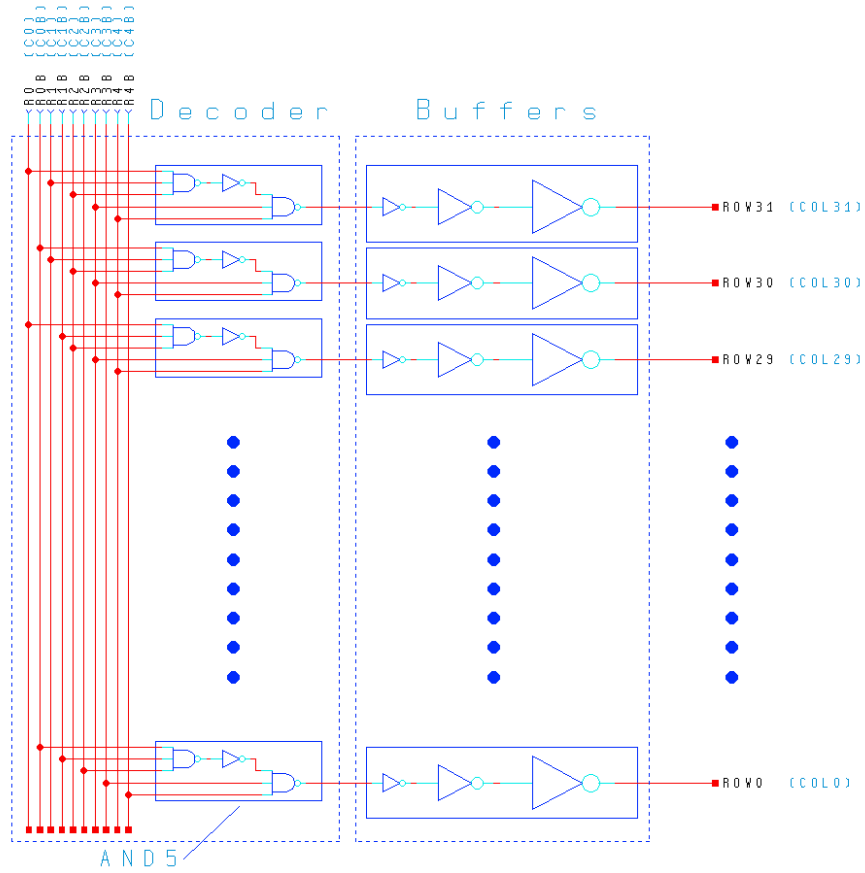 R0 (C0)
R0B (C0B)
R1 (C1)
R1B (C1B)
R2 (C2)
R2B (C2B)
R3 (C3)
R3B (C3B)
R4 (C4)
R4B (C4B)
Decoder
Buffers
ROW31 (COL31)
ROW30 (COL30)
ROW29 (COL29)
ROW0 (COL0)
AND5